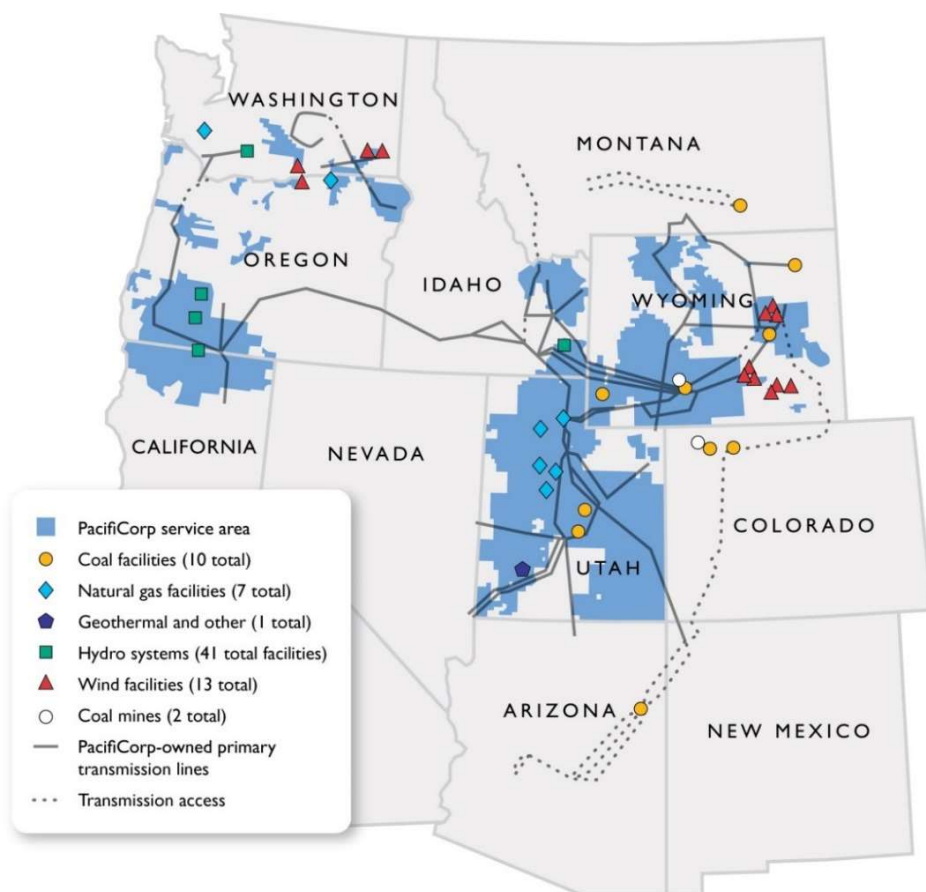 WASHINGTON
MONTANA
OREGON
IDAHO
WYOMING
CALIFORNIA
NEVADA
COLORADO
UTAH
ARIZONA
NEW MEXICO
PacifiCorp service area
Coal facilities (10 total)
Natural gas facilities (7 total)
Geothermal and other (1 total)
Hydro systems (41 total facilities)
Wind facilities (13 total)
Coal mines (2 total)
PacifiCorp-owned primary
transmission lines
Transmission access